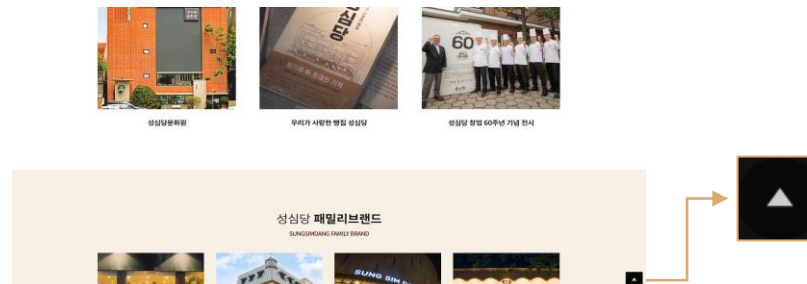 60
성심당문화원
우리가 사랑한 빵집 성심당
성심당 창업 60주년 기념 전시
성심당 패밀리브랜드
SUNGSIMDANG FAMILY BRAND
SUNG SIM